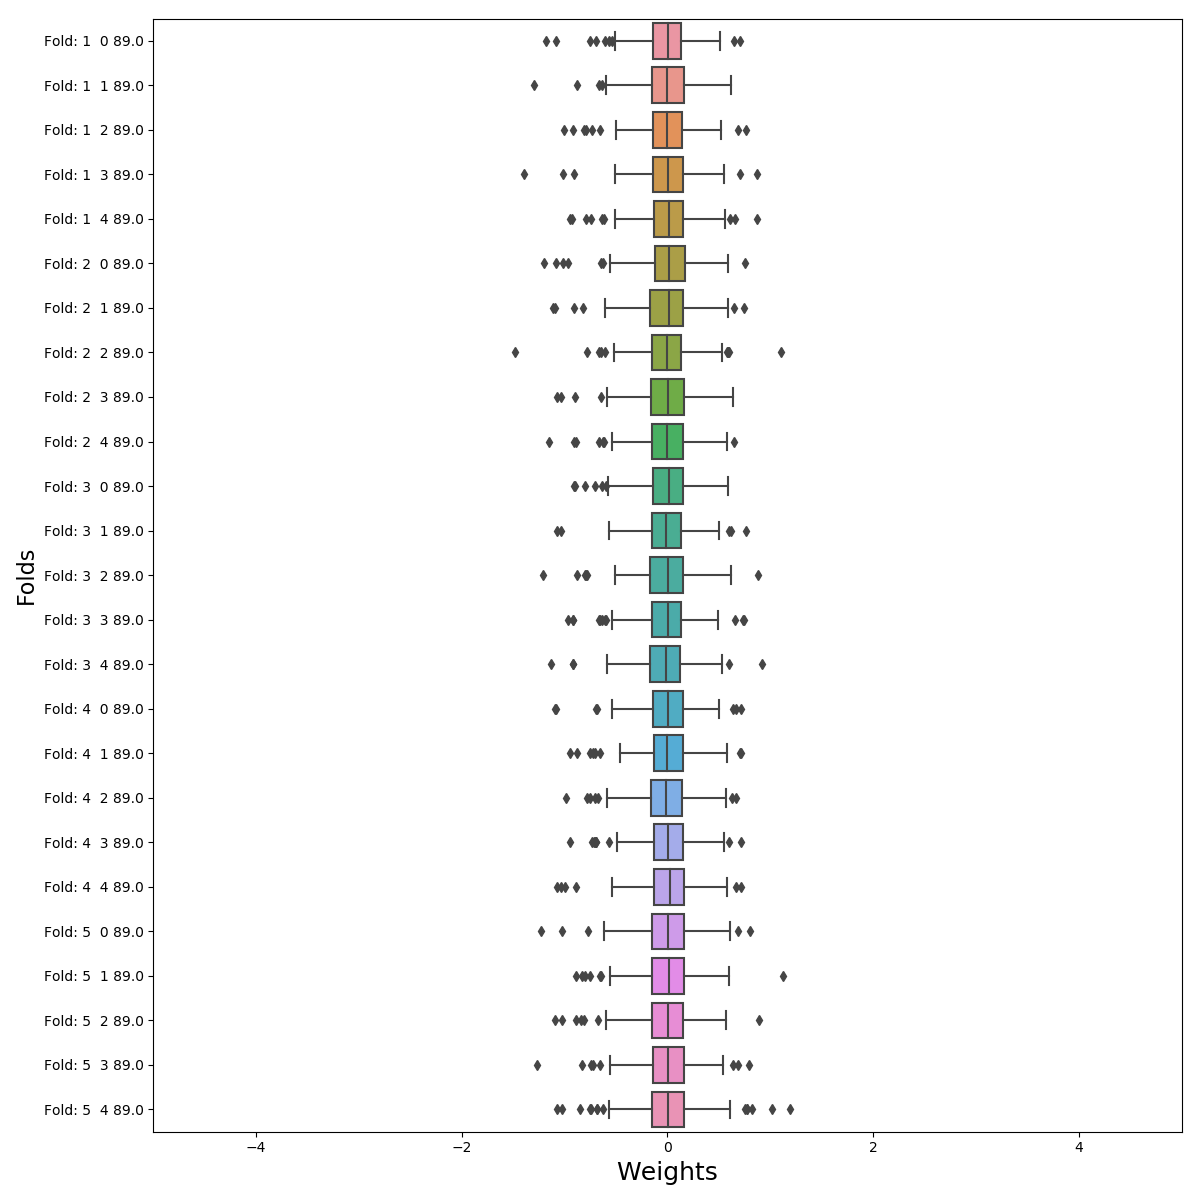 Fold: 1  0 89.0
Fold: 1  1 89.0
Fold: 1  2 89.0
Fold: 1  3 89.0
Fold: 1  4 89.0
Fold: 2  0 89.0
Fold: 2  1 89.0
Fold: 2  2 89.0
Fold: 2  3 89.0
Fold: 2  4 89.0
Fold: 3  0 89.0
Fold: 3  1 89.0
Fold: 3  2 89.0
Fold: 3  3 89.0
Fold: 3  4 89.0
Fold: 4  0 89.0
Fold: 4  1 89.0
Fold: 4  2 89.0
Fold: 4  3 89.0
Fold: 4  4 89.0
Fold: 5  0 89.0
Fold: 5  1 89.0
Fold: 5  2 89.0
Fold: 5  3 89.0
Fold: 5  4 89.0
Folds
−4 −2 0 2 4
Weights